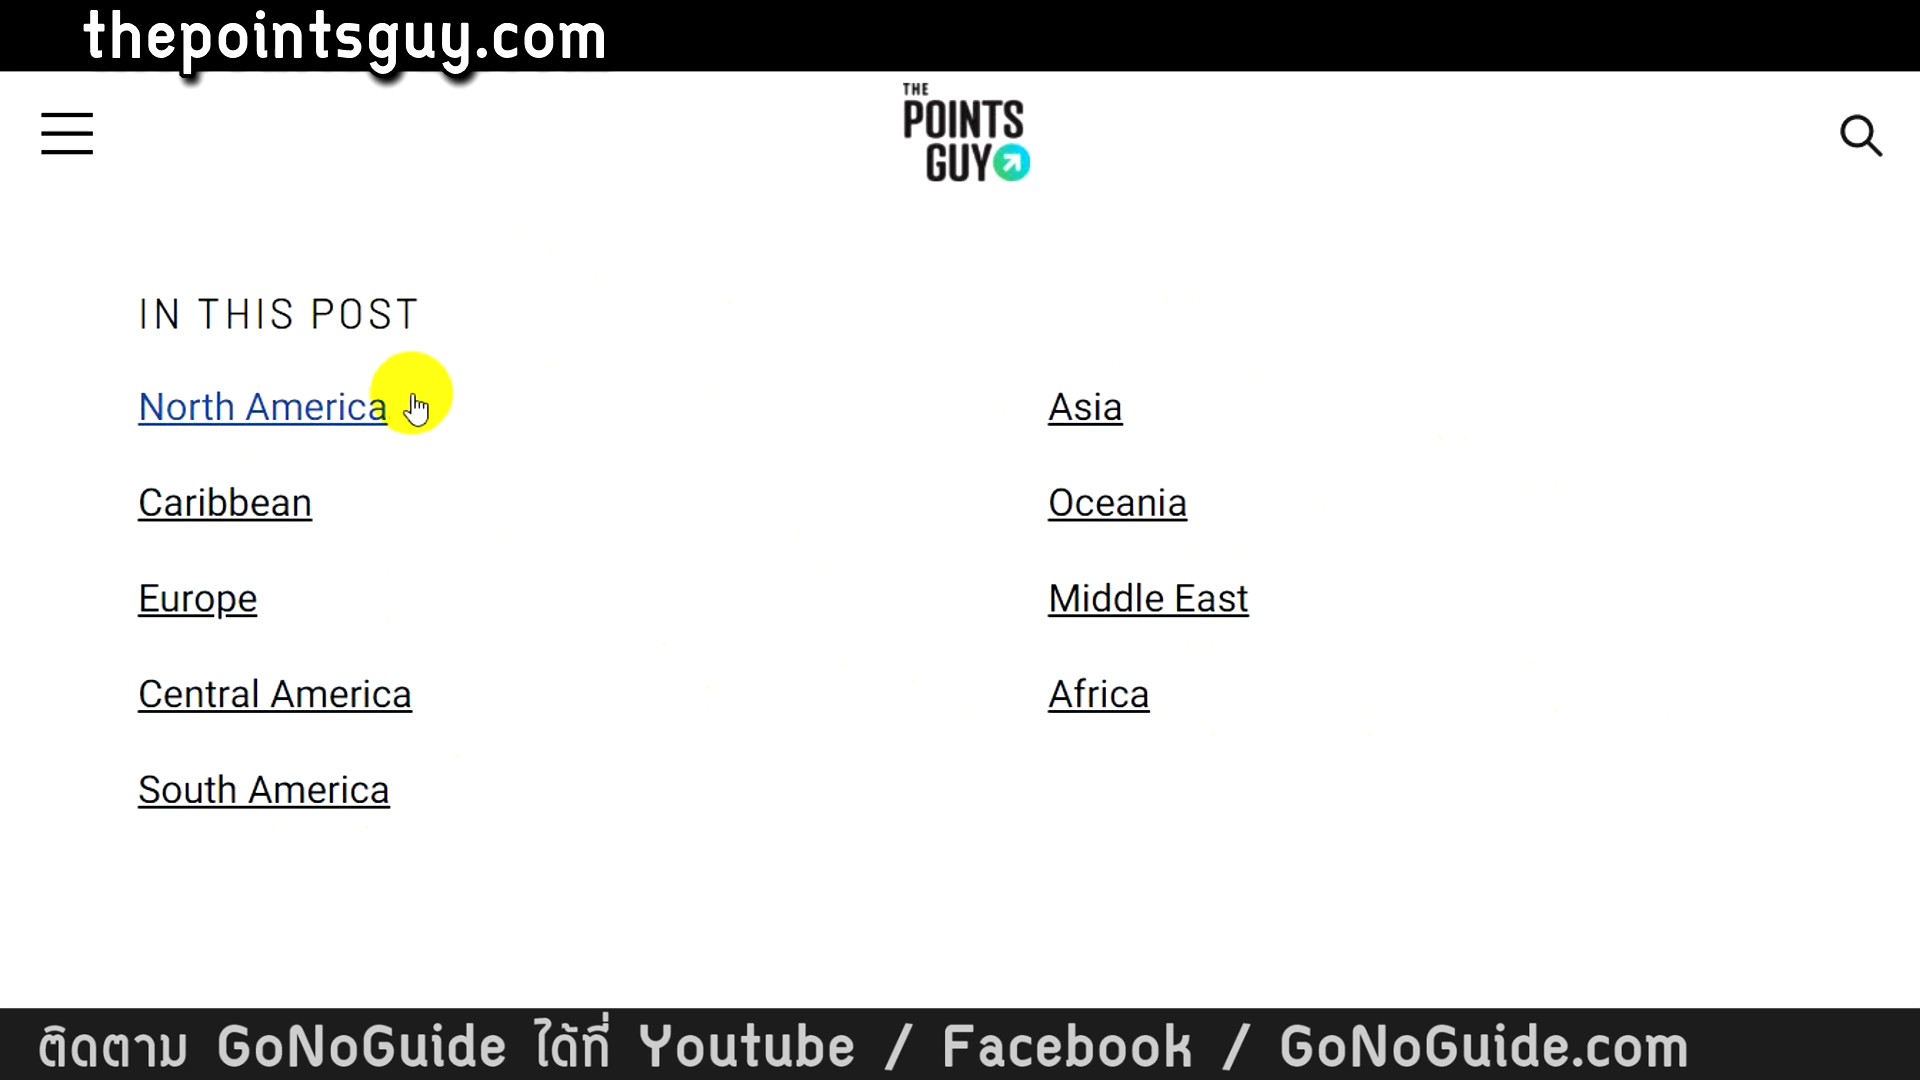 thepointsguy.com
THE
POINTS
GUY
IN THIS POST
North America
Caribbean
Europe
Central America
South America
Asia
Oceania
Middle East
Africa
ติดตาม GoNoGuide ได้ที่ Youtube / Facebook / GoNoGuide.com